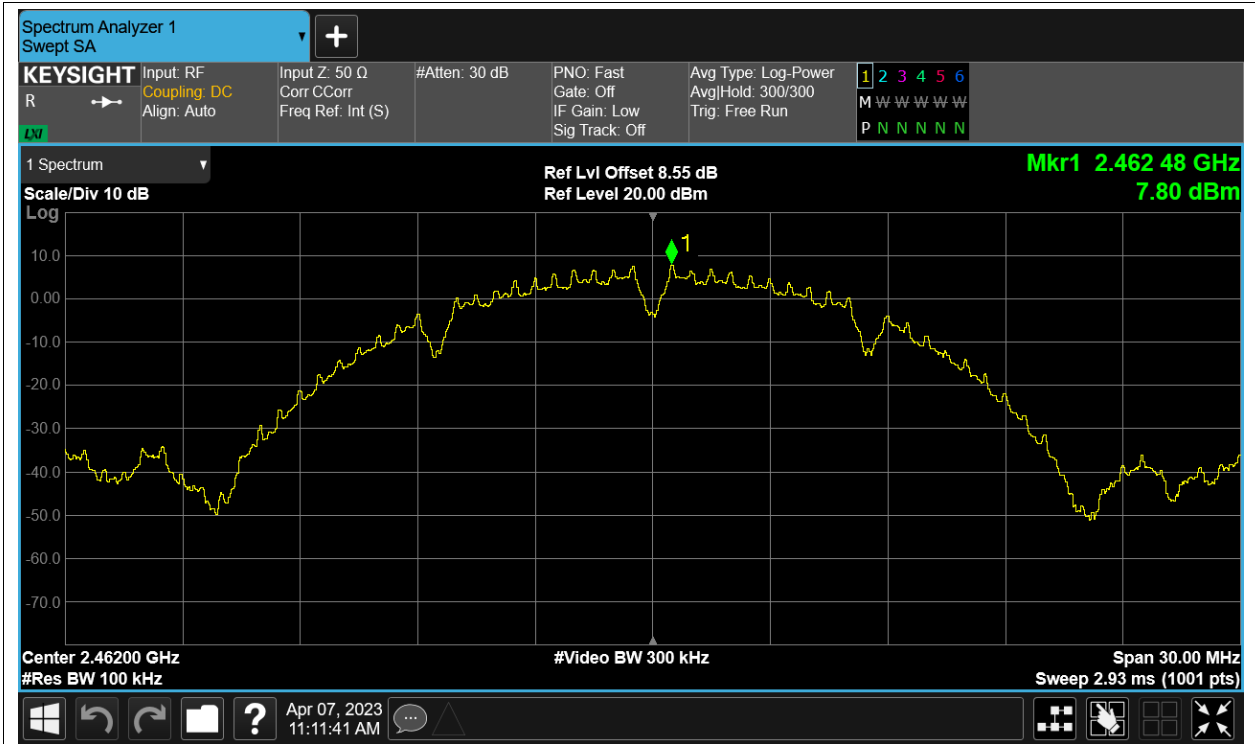 Spectrum Analyzer 1
Swept SA
KEYSIGHT
R
LXI
Input: RF
Coupling: DC
Align: Auto
Input Z: 50 Ω
Corr CCorr
Freq Ref: Int (S)
#Atten: 30 dB
PNO: Fast
Gate: Off
IF Gain: Low
Sig Track: Off
Avg Type: Log-Power
Avg|Hold: 300/300
Trig: Free Run
1 2 3 4 5 6
M W W W W W W
P N N N N N N
1 Spectrum
Scale/Div 10 dB
Log
Ref Lvl Offset 8.55 dB
Ref Level 20.00 dBm
Mkr1 2.462 48 GHz
7.80 dBm
1
10.0
0.00
-10.0
-20.0
-30.0
-40.0
-50.0
-60.0
-70.0
Center 2.46200 GHz
#Video BW 300 kHz
Span 30.00 MHz
#Res BW 100 kHz
Sweep 2.93 ms (1001 pts)
?
Apr 07, 2023
11:11:41 AM